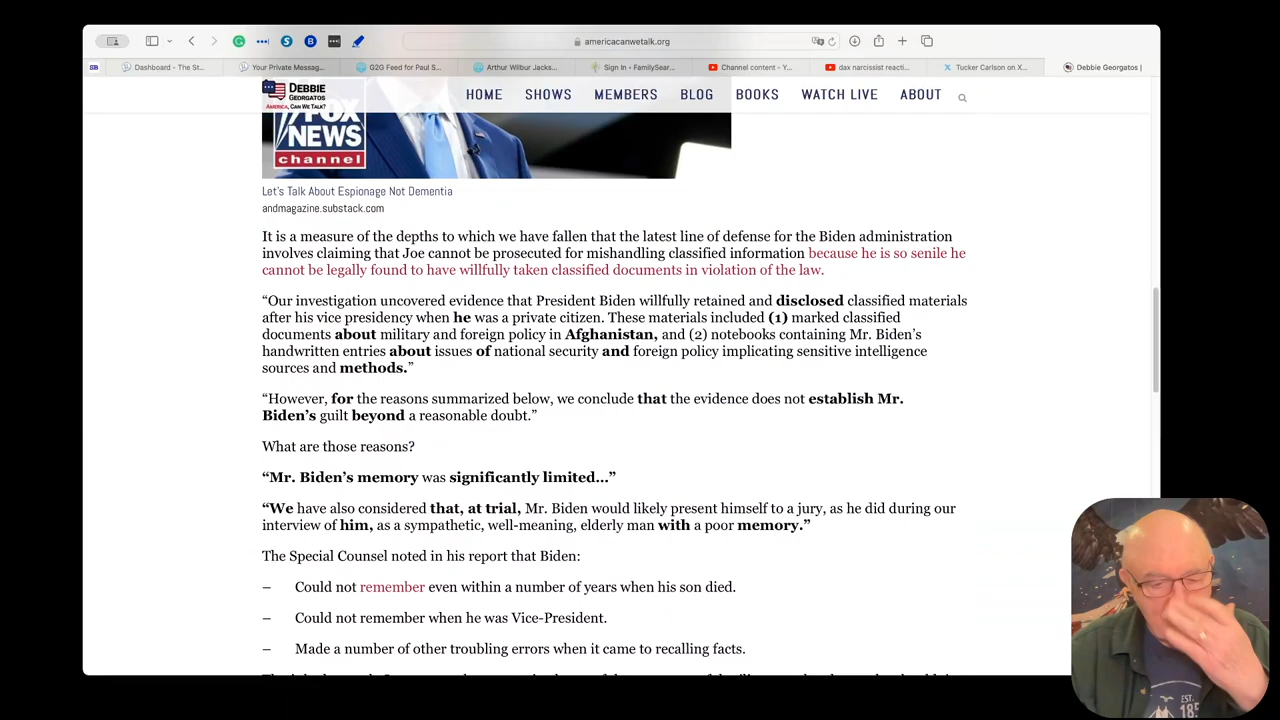 americacanwetalk.org
SB Dashboard - The St... Your Private Messag... G2G Feed for Paul S... Arthur Wilbur Jacks... Sign In - FamilySear... Channel content - Y... dax narcissist reacti... Tucker Carlson on X... Debbie Georgatos |
DEBBIE
GEORGATOS
AMERICA, CAN WE TALK?
HOME SHOWS MEMBERS BLOG BOOKS WATCH LIVE ABOUT
FOX
NEWS
channel
Let's Talk About Espionage Not Dementia
andmagazine.substack.com
It is a measure of the depths to which we have fallen that the latest line of defense for the Biden administration
involves claiming that Joe cannot be prosecuted for mishandling classified information because he is so senile he
cannot be legally found to have willfully taken classified documents in violation of the law.
“Our investigation uncovered evidence that President Biden willfully retained and disclosed classified materials
after his vice presidency when he was a private citizen. These materials included (1) marked classified
documents about military and foreign policy in Afghanistan, and (2) notebooks containing Mr. Biden’s
handwritten entries about issues of national security and foreign policy implicating sensitive intelligence
sources and methods.”
“However, for the reasons summarized below, we conclude that the evidence does not establish Mr.
Biden’s guilt beyond a reasonable doubt.”
What are those reasons?
“Mr. Biden’s memory was significantly limited…”
“We have also considered that, at trial, Mr. Biden would likely present himself to a jury, as he did during our
interview of him, as a sympathetic, well-meaning, elderly man with a poor memory.”
The Special Counsel noted in his report that Biden:
– Could not remember even within a number of years when his son died.
– Could not remember when he was Vice-President.
– Made a number of other troubling errors when it came to recalling facts.
EST.
185